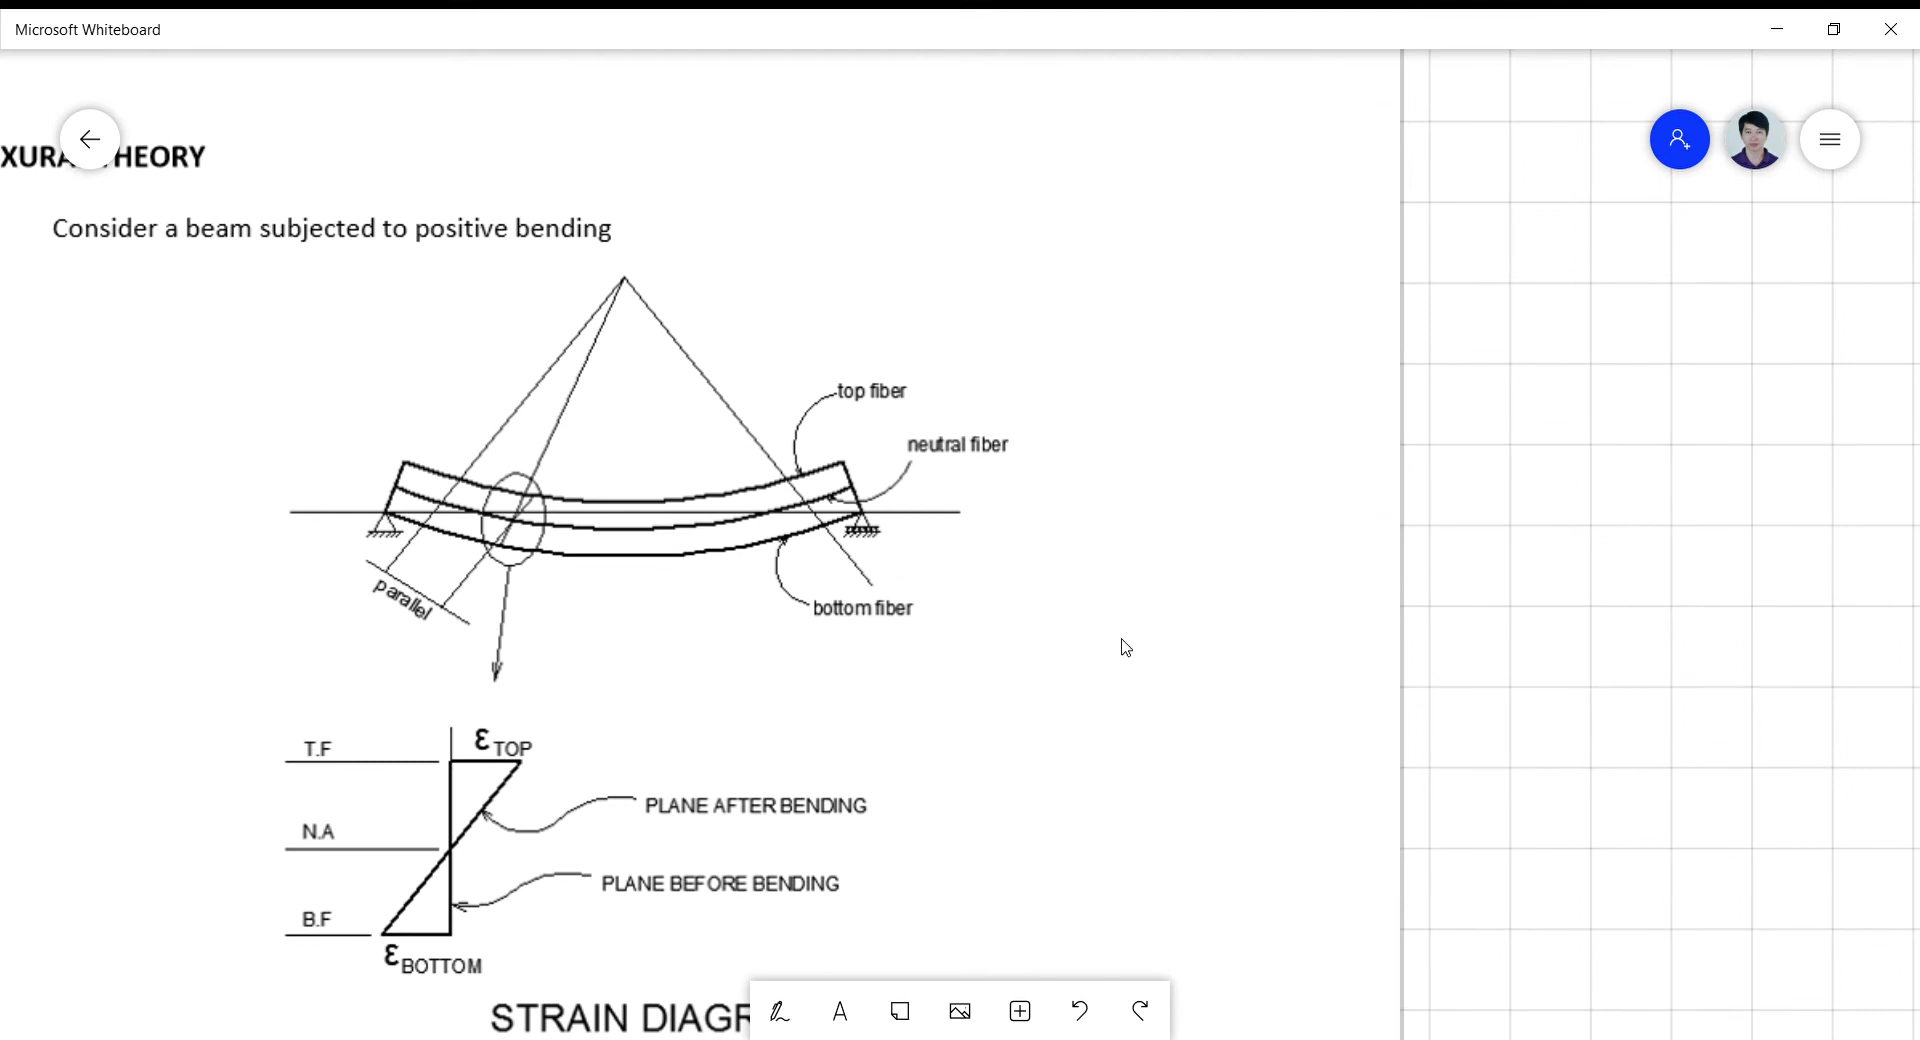 Microsoft Whiteboard
XURA THEORY
Consider a beam subjected to positive bending
top fiber
neutral fiber
parallel
bottom fiber
T.F
ε TOP
PLANE AFTER BENDING
N.A
PLANE BEFORE BENDING
B.F
ε BOTTOM
STRAIN DIAGR